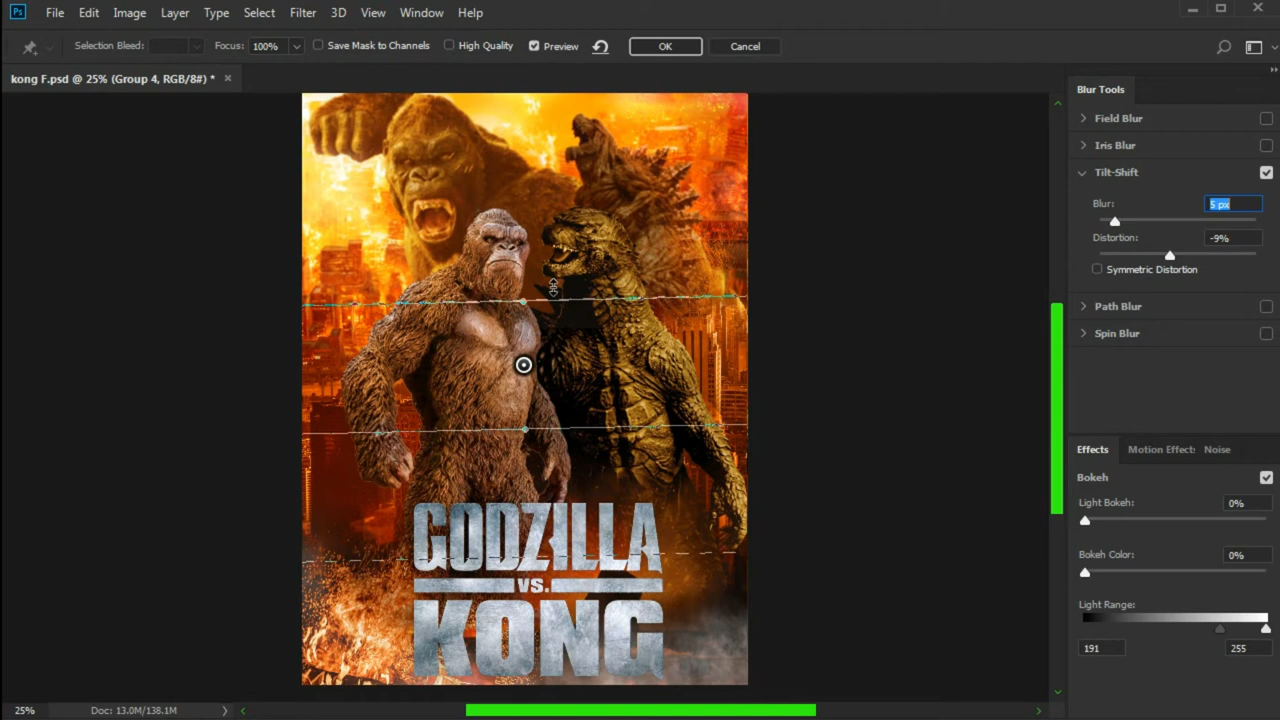 Ps File Edit Image Layer Type Select Filter 3D View Window Help
Selection Bleed: Focus: 100% Save Mask to Channels High Quality Preview OK Cancel
kong F.psd @ 25% (Group 4, RGB/8#) * ×
Blur Tools
Field Blur
Iris Blur
Tilt-Shift
Blur: 5 px
Distortion: -9%
Symmetric Distortion
Path Blur
Spin Blur
Effects Motion Effects Noise
Bokeh
Light Bokeh: 0%
Bokeh Color: 0%
Light Range:
191 255
GODZILLA
VS.
KONG
25% Doc: 13.0M/138.1M